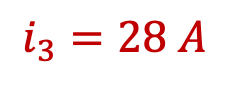 i₃ = 28 A